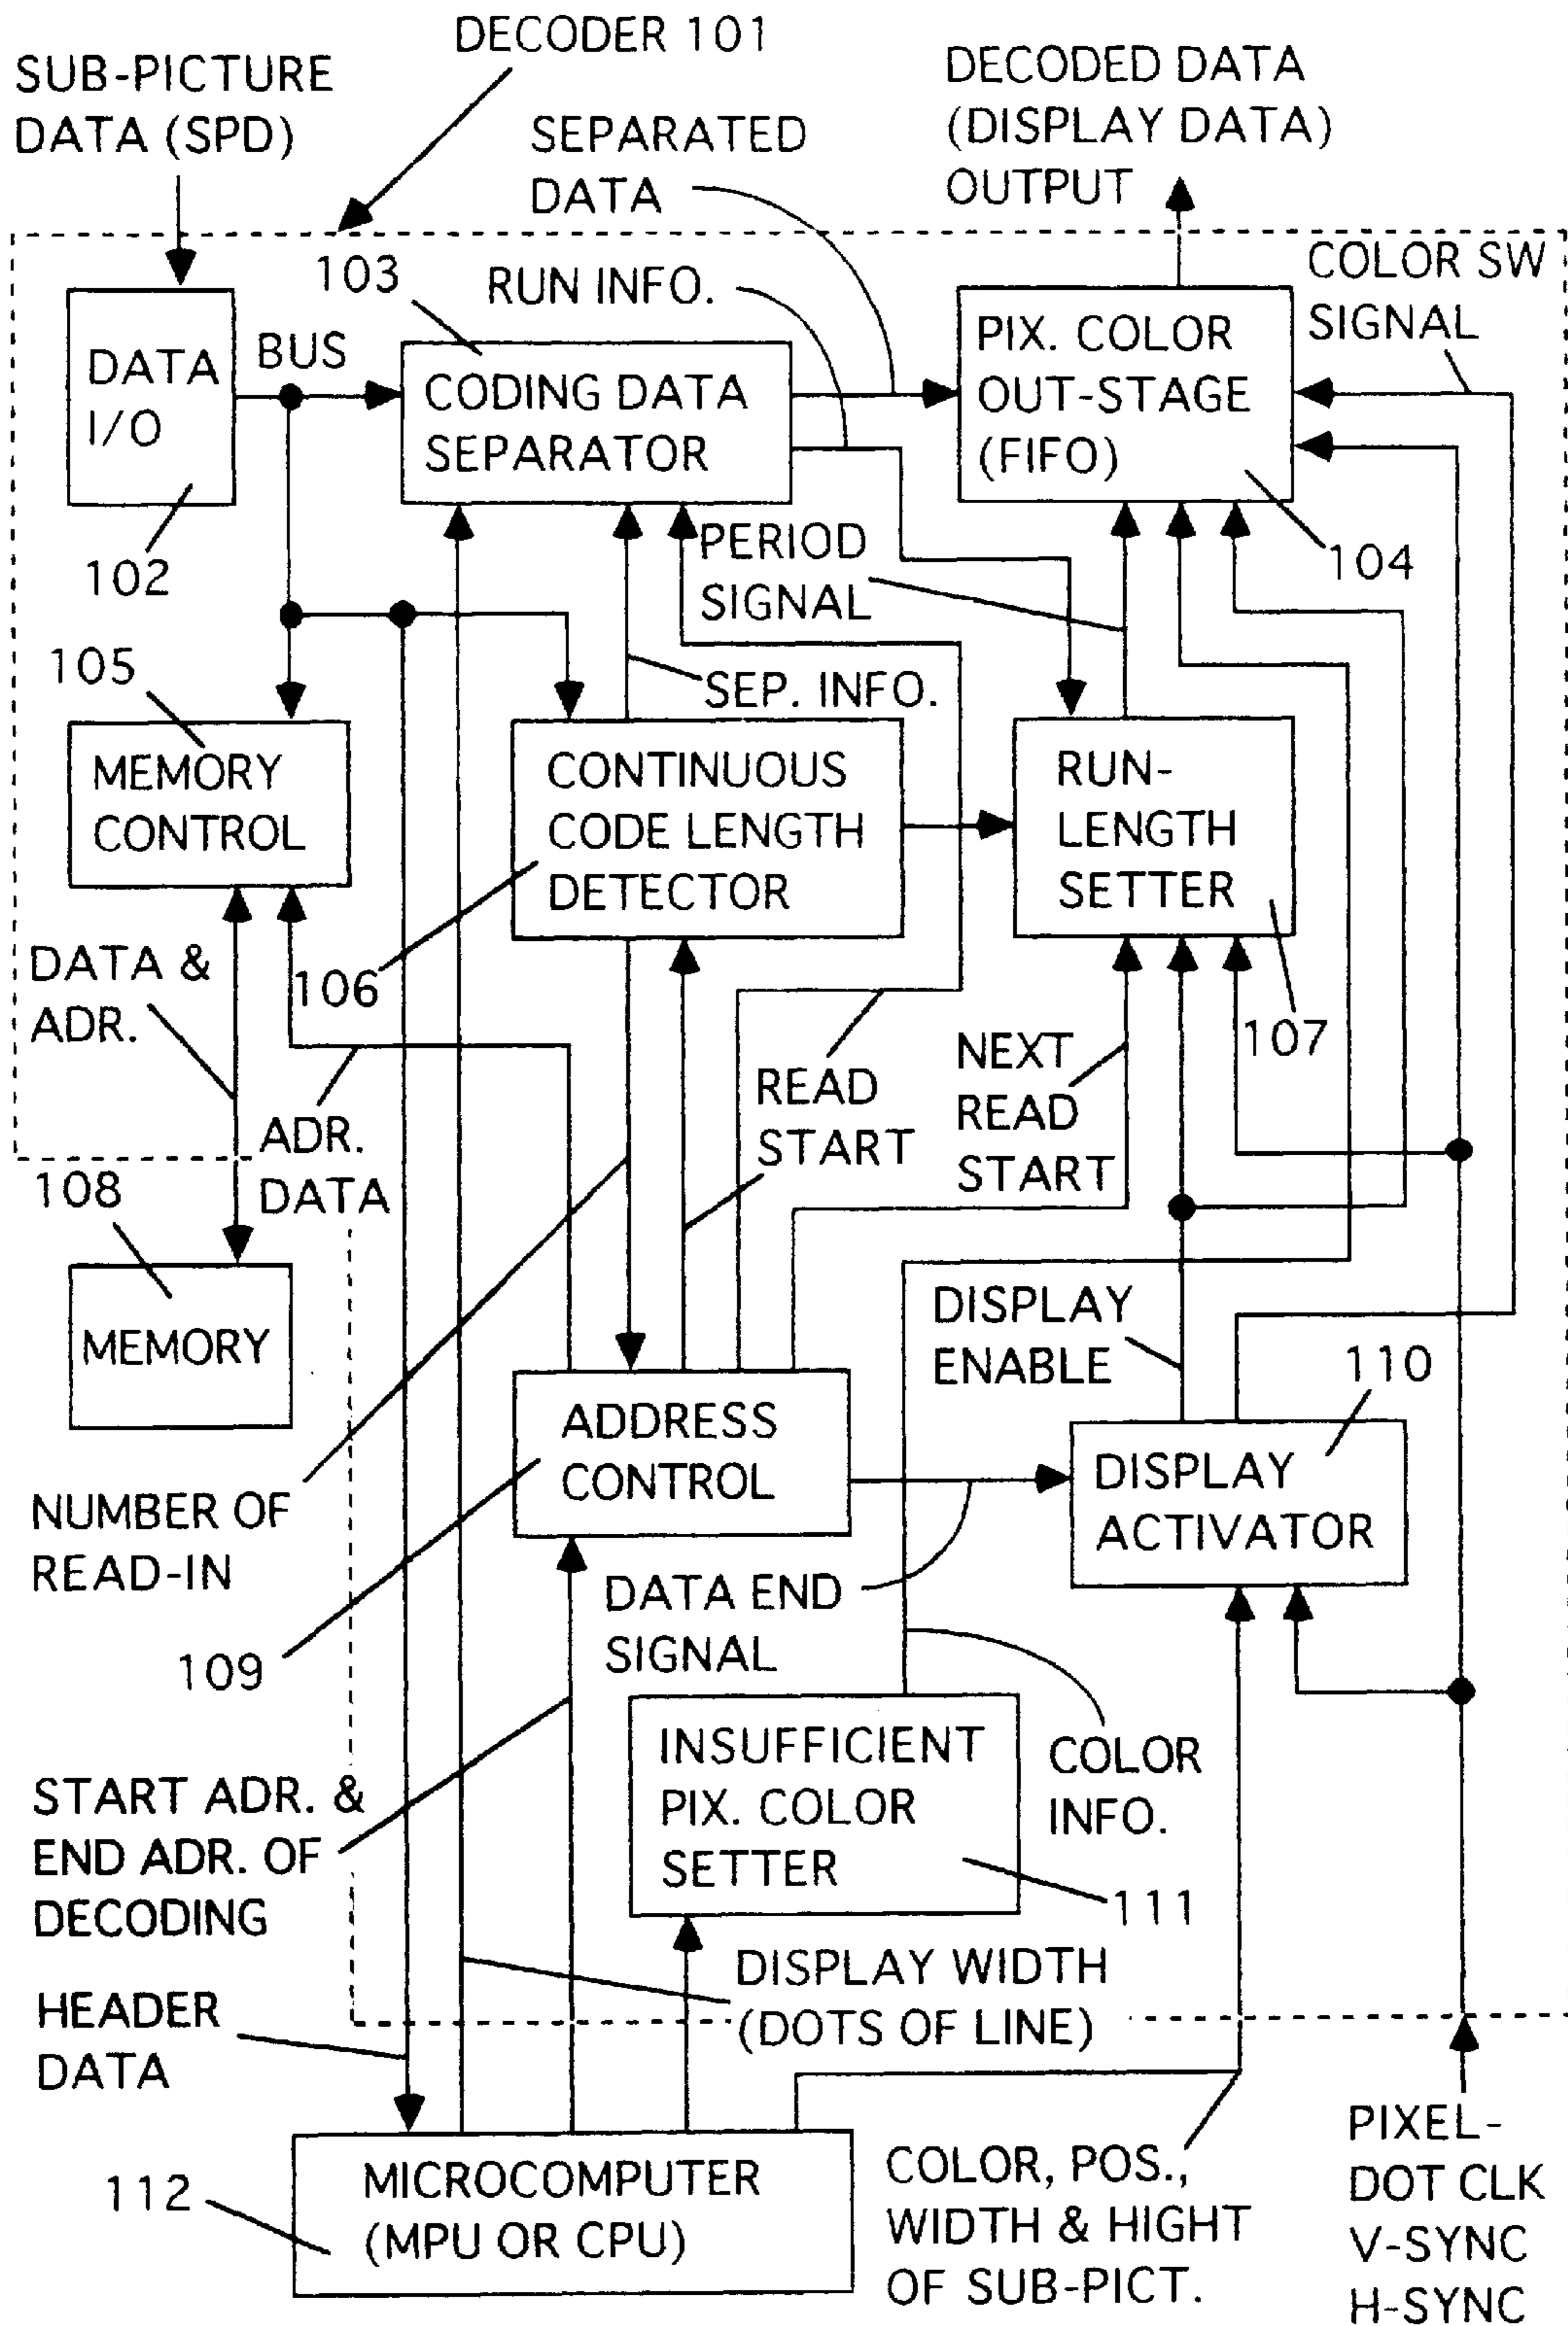 DECODER 101
SUB-PICTURE
DATA (SPD)
SEPARATED
DATA
DECODED DATA
(DISPLAY DATA)
OUTPUT
103
RUN INFO.
COLOR SW
SIGNAL
DATA
I/O
BUS
CODING DATA
SEPARATOR
PIX. COLOR
OUT-STAGE
(FIFO)
102
PERIOD
SIGNAL
104
105
SEP. INFO.
MEMORY
CONTROL
CONTINUOUS
CODE LENGTH
DETECTOR
RUN-
LENGTH
SETTER
DATA &
ADR.
106
107
ADR.
DATA
READ
START
NEXT
READ
START
108
MEMORY
DISPLAY
ENABLE
110
ADDRESS
CONTROL
DISPLAY
ACTIVATOR
NUMBER OF
READ-IN
109
DATA END
SIGNAL
INSUFFICIENT
PIX. COLOR
SETTER
COLOR
INFO.
111
START ADR. &
END ADR. OF
DECODING
DISPLAY WIDTH
(DOTS OF LINE)
HEADER
DATA
112
MICROCOMPUTER
(MPU OR CPU)
COLOR, POS.,
WIDTH & HIGHT
OF SUB-PICT.
PIXEL-
DOT CLK
V-SYNC
H-SYNC